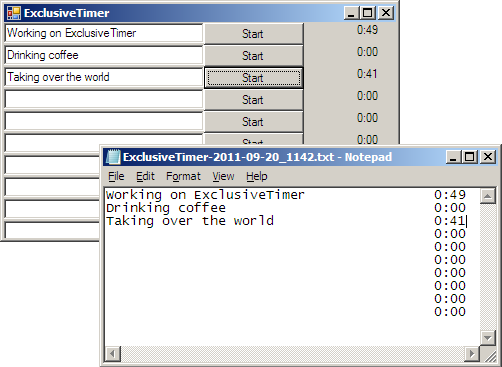 ExclusiveTimer
Working on ExclusiveTimer Start 0:49
Drinking coffee Start 0:00
Taking over the world Start 0:41
Start 0:00
Start 0:00
Start 0:00
ExclusiveTimer-2011-09-20_1142.txt - Notepad
File Edit Format View Help
Working on ExclusiveTimer 0:49
Drinking coffee 0:00
Taking over the world 0:41
0:00
0:00
0:00
0:00
0:00
0:00
0:00